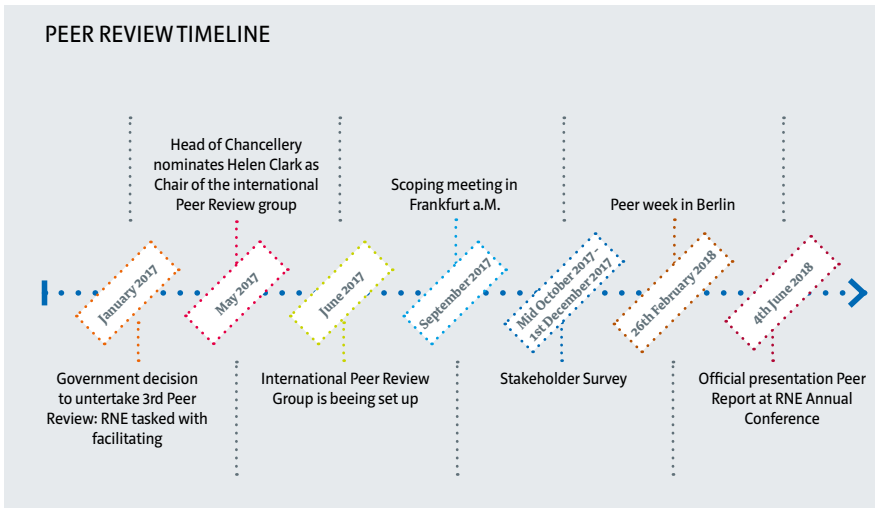 PEER REVIEW TIMELINE
January 2017
Government decision
to untertake 3rd Peer
Review: RNE tasked with
facilitating
Head of Chancellery
nominates Helen Clark as
Chair of the international
Peer Review group
May 2017
June 2017
International Peer Review
Group is beeing set up
Scoping meeting in
Frankfurt a.M.
September 2017
Mid October 2017 –
1st December 2017
Stakeholder Survey
Peer week in Berlin
26th February 2018
4th June 2018
Official presentation Peer
Report at RNE Annual
Conference